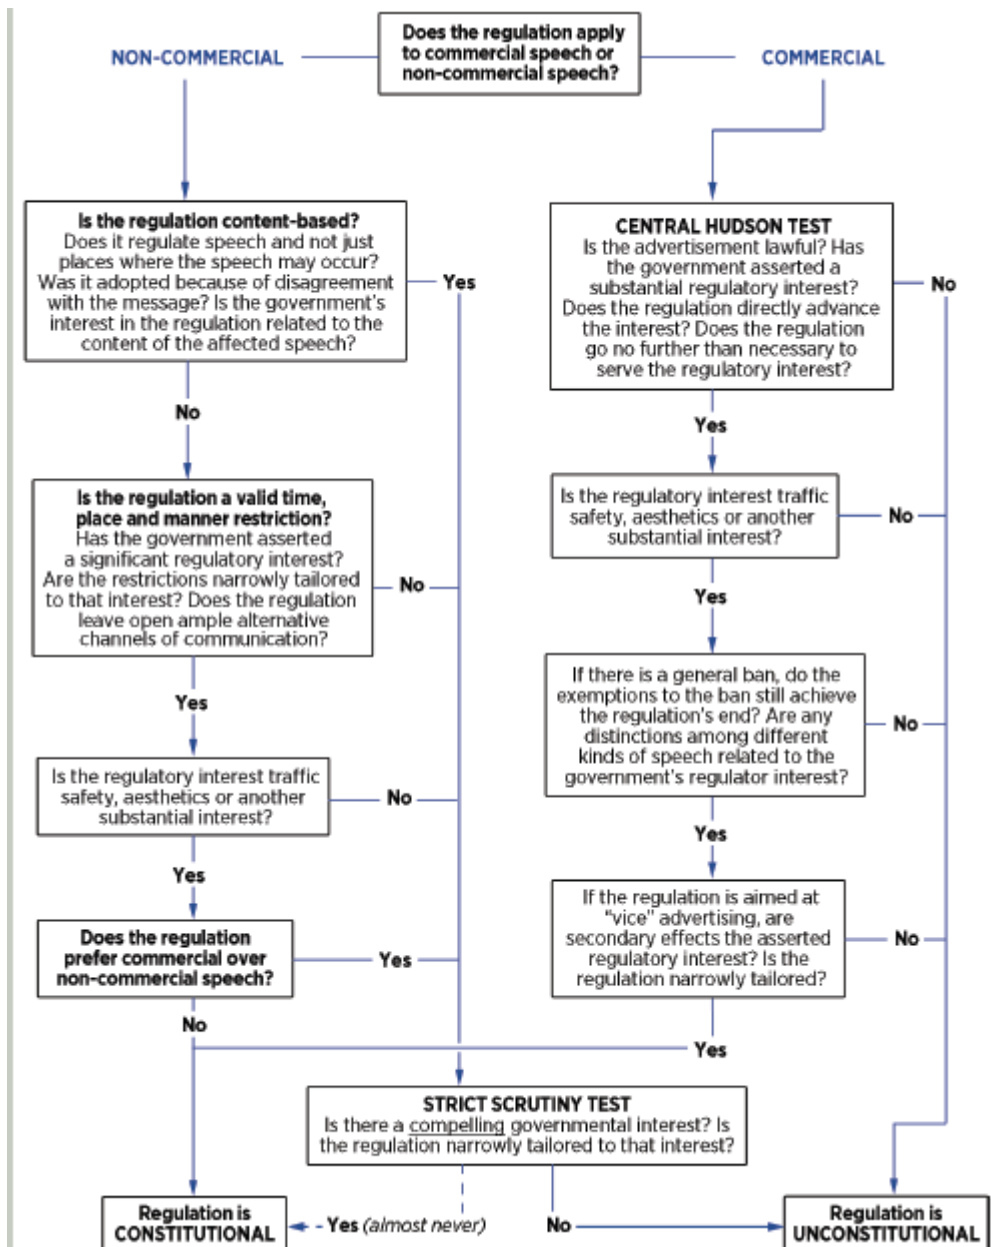 Does the regulation apply
to commercial speech or
non-commercial speech?
NON-COMMERCIAL
COMMERCIAL
Is the regulation content-based?
Does it regulate speech and not just
places where the speech may occur?
Was it adopted because of disagreement
with the message? Is the government's
interest in the regulation related to the
content of the affected speech?
Yes
No
CENTRAL HUDSON TEST
Is the advertisement lawful? Has
the government asserted a
substantial regulatory interest?
Does the regulation directly advance
the interest? Does the regulation
go no further than necessary to
serve the regulatory interest?
No
Yes
Is the regulation a valid time,
place and manner restriction?
Has the government asserted
a significant regulatory interest?
Are the restrictions narrowly tailored
to that interest? Does the regulation
leave open ample alternative
channels of communication?
No
Yes
Is the regulatory interest traffic
safety, aesthetics or another
substantial interest?
No
Yes
If there is a general ban, do the
exemptions to the ban still achieve
the regulation's end? Are any
distinctions among different
kinds of speech related to the
government's regulator interest?
No
Yes
Is the regulatory interest traffic
safety, aesthetics or another
substantial interest?
No
Yes
If the regulation is aimed at
"vice" advertising, are
secondary effects the asserted
regulatory interest? Is the
regulation narrowly tailored?
No
Yes
Does the regulation
prefer commercial over
non-commercial speech?
Yes
No
STRICT SCRUTINY TEST
Is there a compelling governmental interest? Is
the regulation narrowly tailored to that interest?
Yes (almost never)
No
Regulation is
CONSTITUTIONAL
Regulation is
UNCONSTITUTIONAL